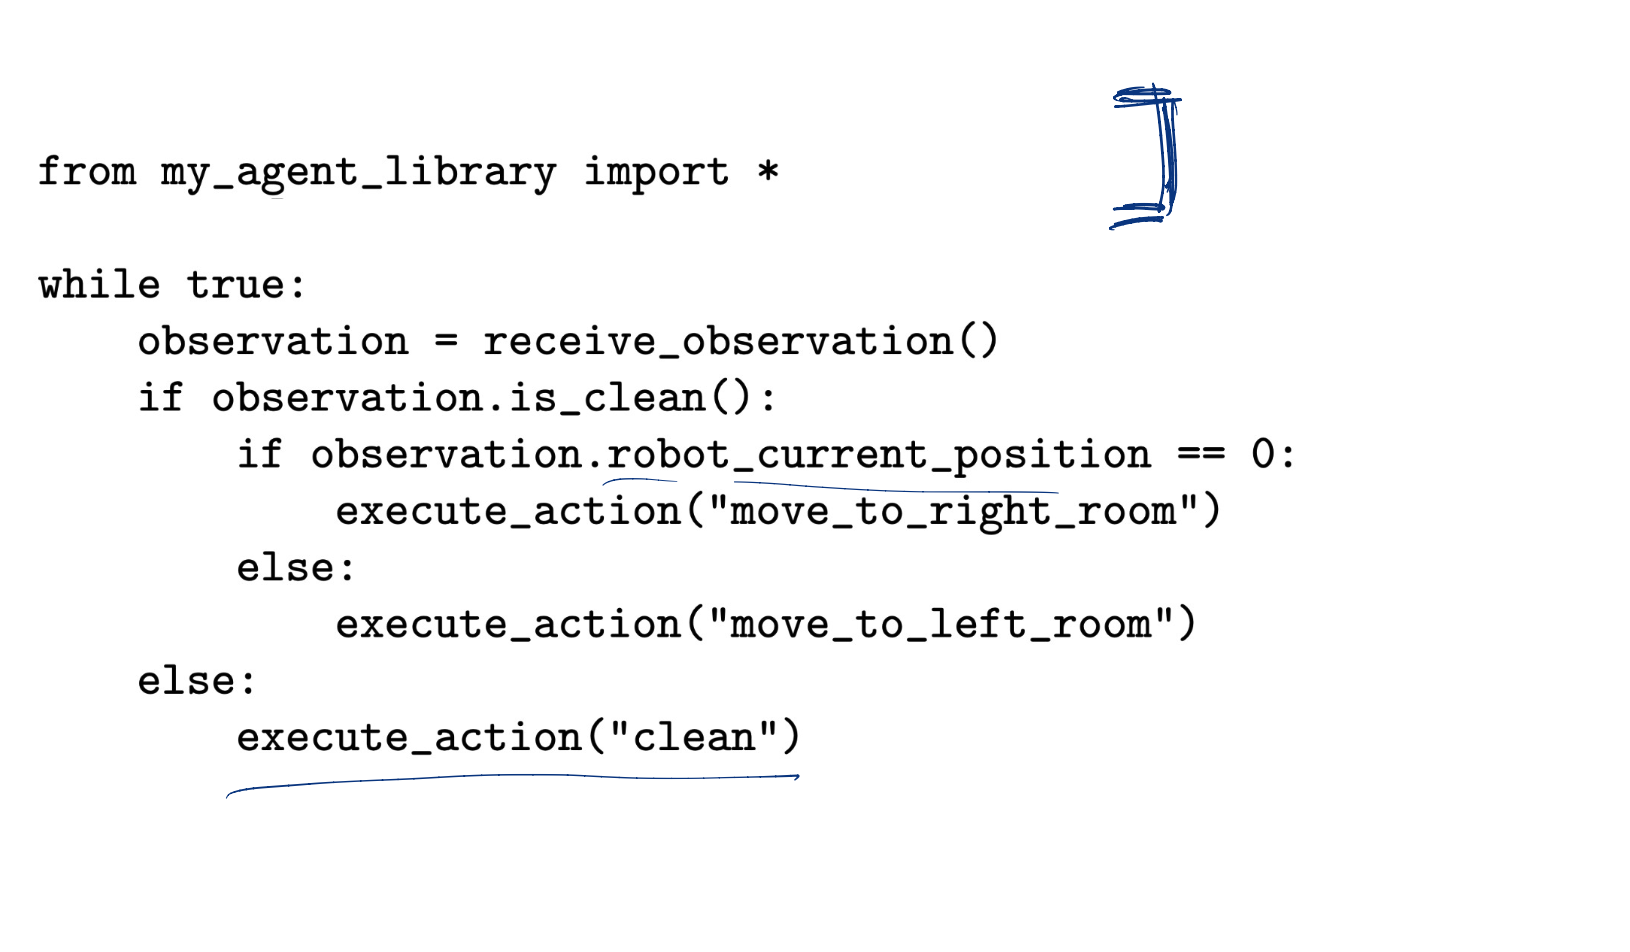 from my_agent_library import *
while true:
observation = receive_observation()
if observation.is_clean():
if observation.robot_current_position == 0:
execute_action("move_to_right_room")
else:
execute_action("move_to_left_room")
else:
execute_action("clean")